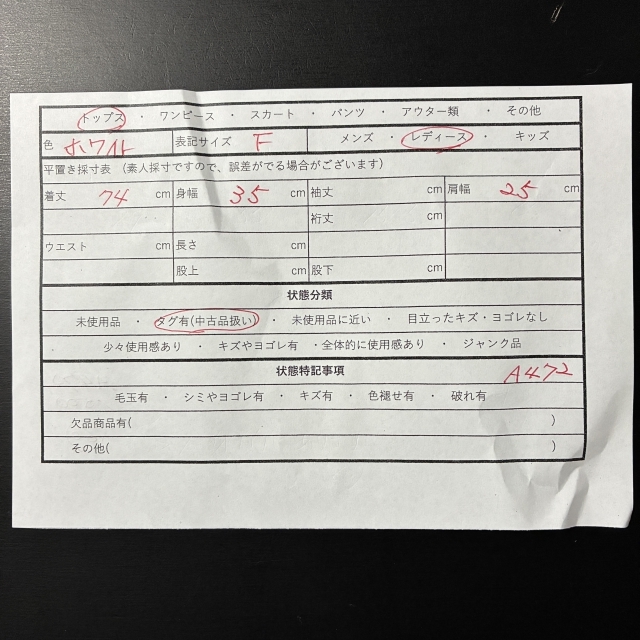 トップス ・ ワンピース ・ スカート ・ パンツ ・ アウター類 ・ その他
色 ホワイト 表記サイズ F メンズ ・ レディース ・ キッズ
平置き採寸表 (素人採寸ですので、誤差がでる場合がございます)
着丈 74 cm 身幅 35 cm 袖丈 cm 肩幅 25 cm
裄丈 cm
ウエスト cm 長さ cm
股上 cm 股下 cm
状態分類
未使用品 ・ タグ有(中古品扱い) ・ 未使用品に近い ・ 目立ったキズ・ヨゴレなし
少々使用感あり ・ キズやヨゴレ有 ・全体的に使用感あり ・ ジャンク品
状態特記事項 A472
毛玉有 ・ シミやヨゴレ有 ・ キズ有 ・ 色褪せ有 ・ 破れ有
欠品商品有( )
その他( )